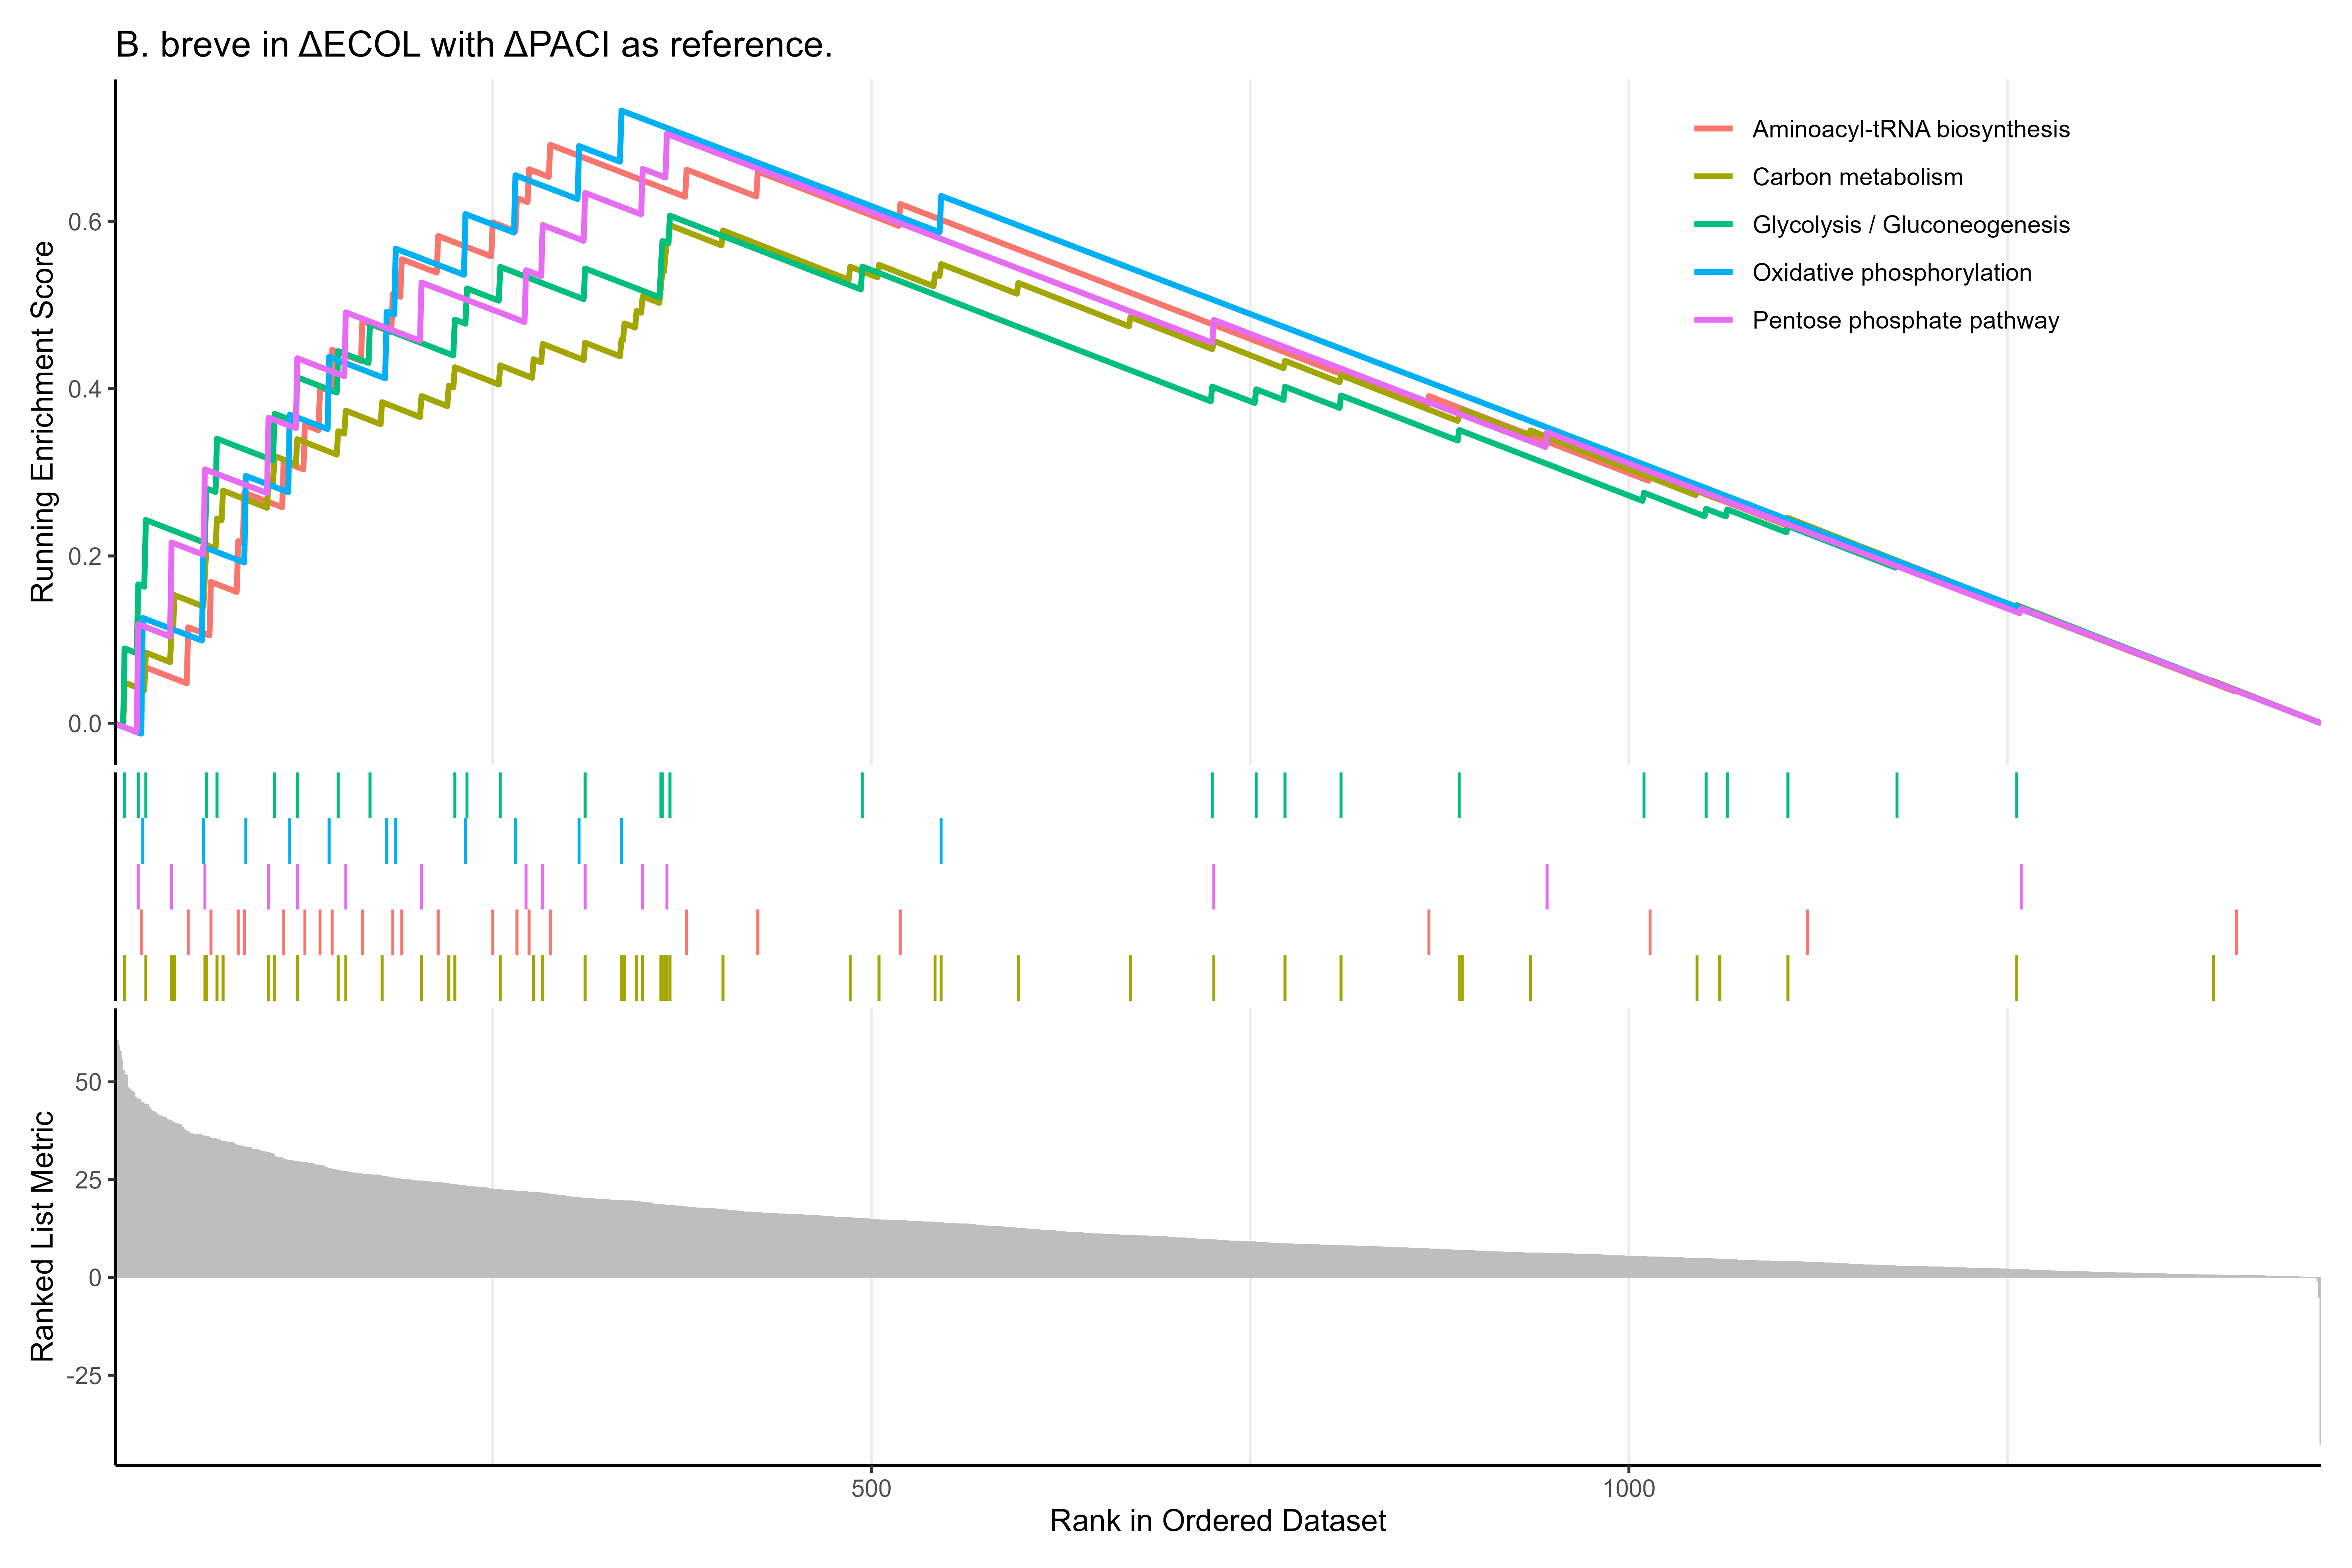 B. breve in ΔECOL with ΔPACI as reference.
Running Enrichment Score
0.6
0.4
0.2
0.0
Aminoacyl-tRNA biosynthesis
Carbon metabolism
Glycolysis / Gluconeogenesis
Oxidative phosphorylation
Pentose phosphate pathway
Ranked List Metric
50
25
0
-25
500
1000
Rank in Ordered Dataset